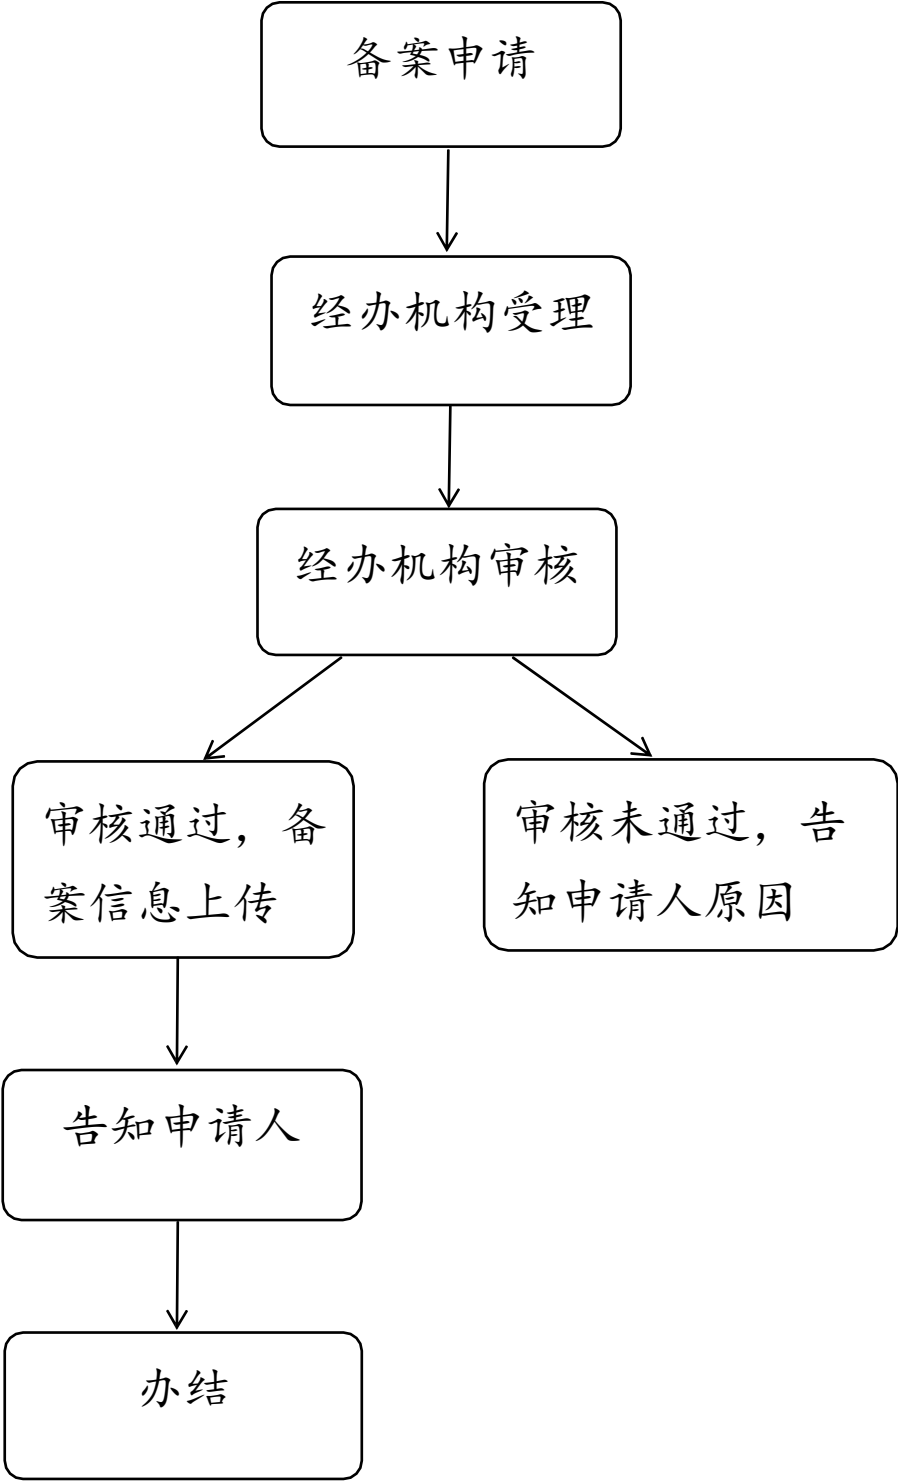 备案申请
经办机构受理
经办机构审核
审核通过，备
案信息上传
审核未通过，告
知申请人原因
告知申请人
办结